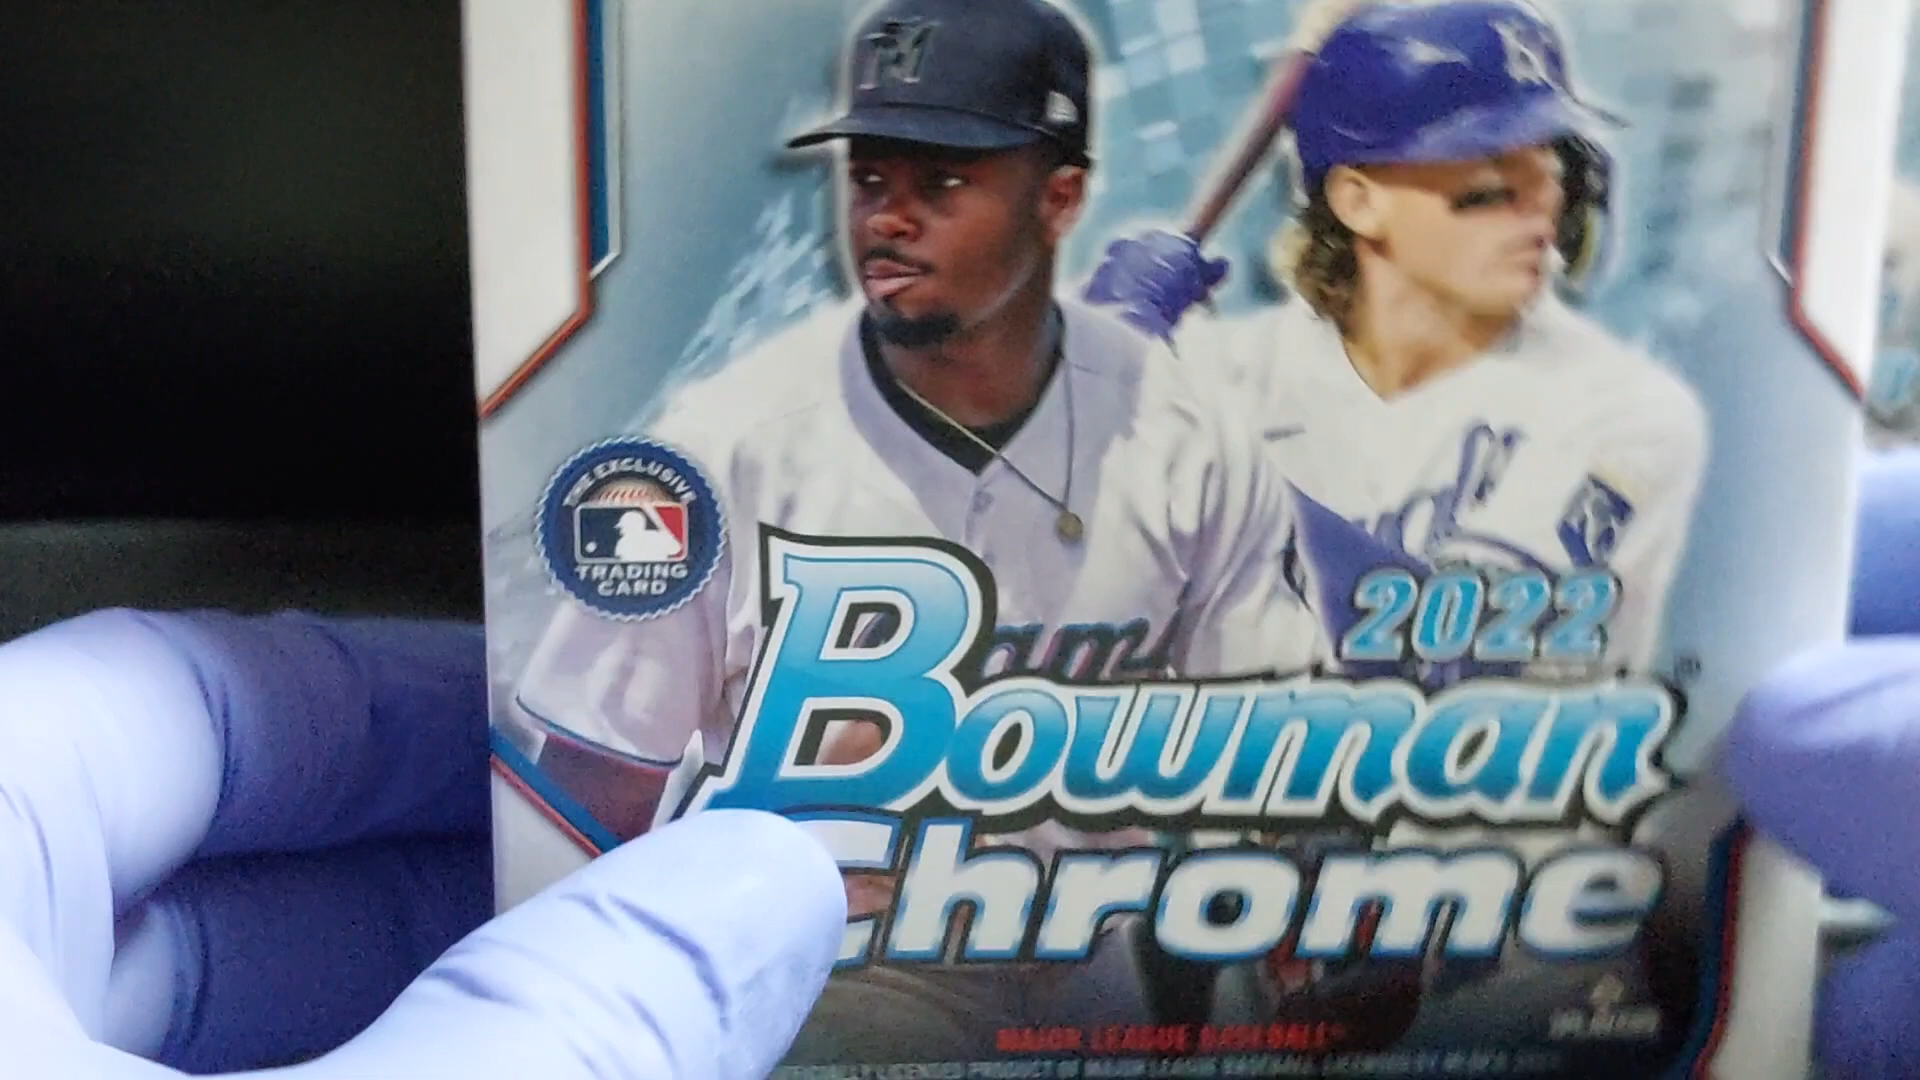 THE EXCLUSIVE
TRADING
CARD
2022
Bowman
Chrome
MAJOR LEAGUE BASEBALL